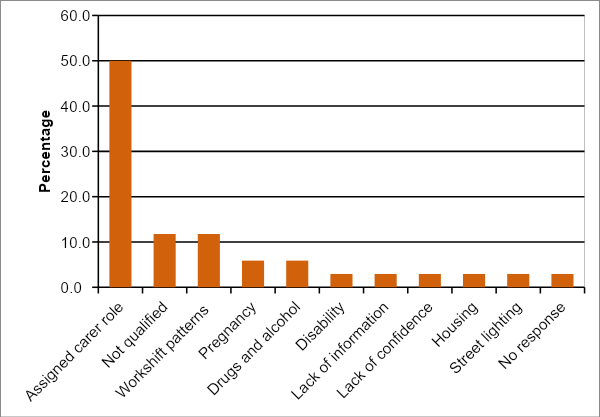 60.0
50.0
40.0
30.0
20.0
10.0
0.0
Percentage
Assigned carer role
Not qualified
Workshift patterns
Pregnancy
Drugs and alcohol
Disability
Lack of information
Lack of confidence
Housing
Street lighting
No response